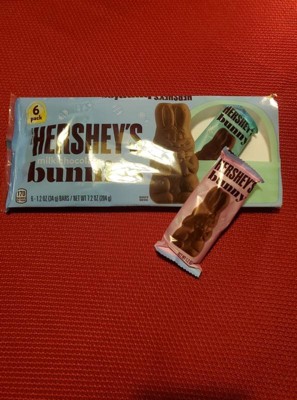 HERSHEY'S
6
pack
HERSHEY'S
milk chocolate
bunny
6 - 1.2 OZ (34 g) BARS / NET WT 7.2 OZ (204 g)
HERSHEY'S
bunny
HERSHEY'S
bunny